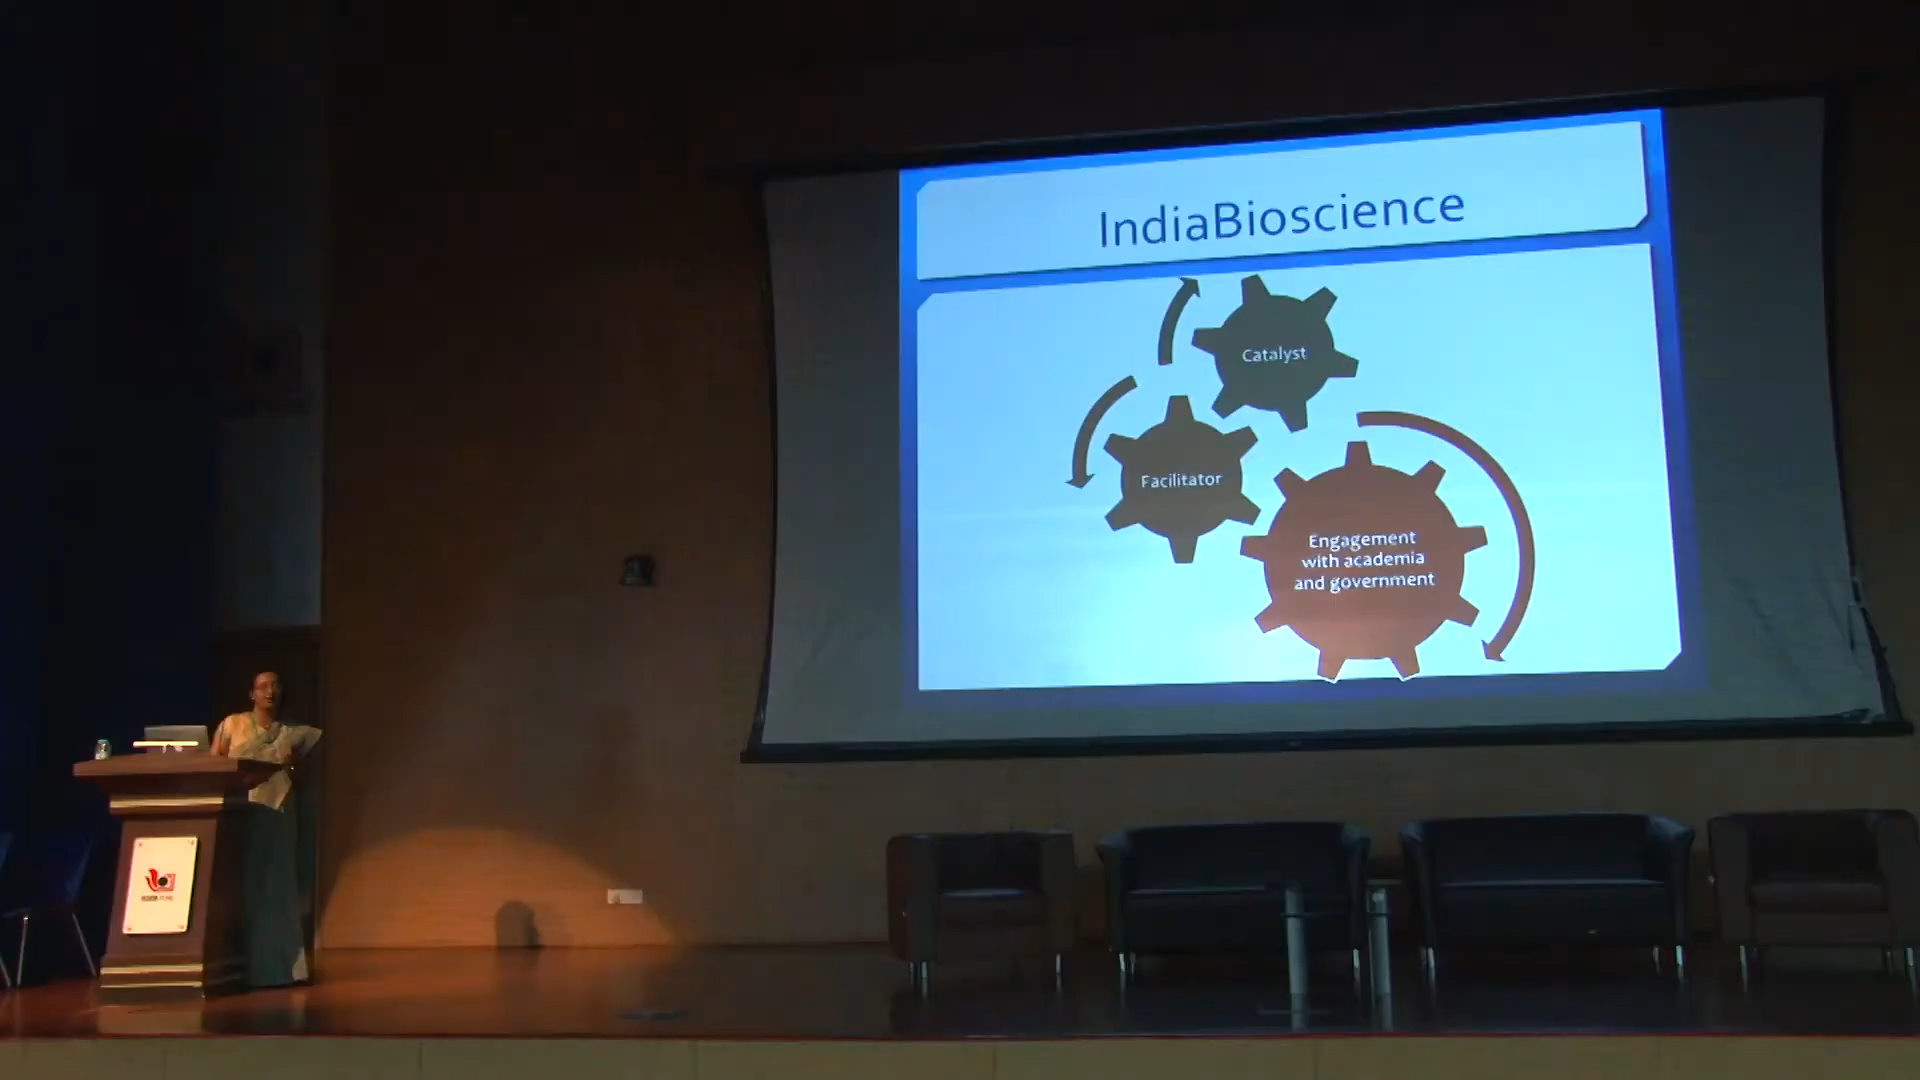 IndiaBioscience
Catalyst
Facilitator
Engagement
with academia
and government